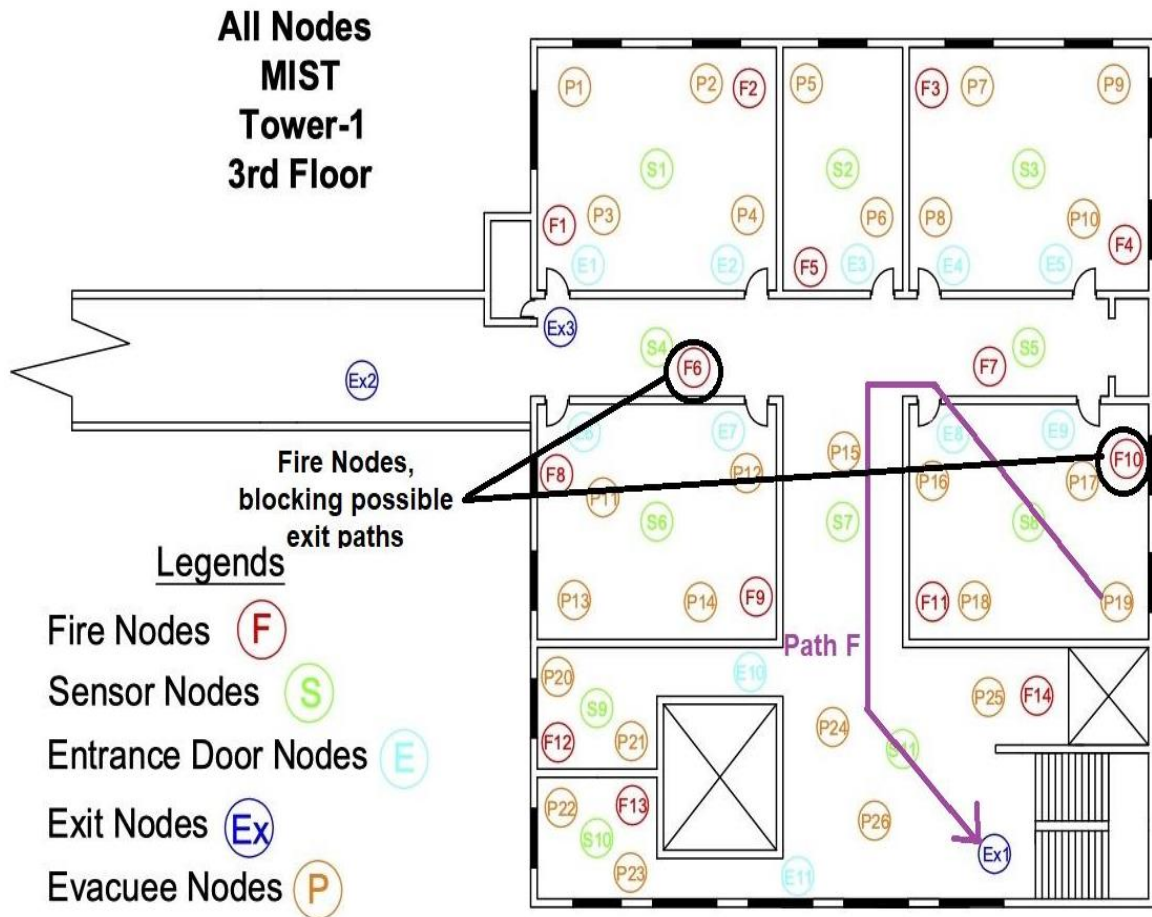 All Nodes
MIST
Tower-1
3rd Floor
P1 P2 F2 P5 F3 P7 P9
S1 S2 S3
F1 P3 P4 P6 P8 P10 F4
E1 E2 F5 E3 E4 E5
Ex3 S4 F6 F7 S5
Ex2
E6 E7 P15 E8 E9 F10
Fire Nodes,
blocking possible
exit paths
F8 P11 P12 P16 P17
S6 S7 S8
P13 P14 F9 F11 P18 P19
Path F
Legends
Fire Nodes F
Sensor Nodes S
Entrance Door Nodes E
Exit Nodes Ex
Evacuee Nodes P
P20 E10 P25 F14
S9 P24
F12 P21 S11
P22 F13 P26
S10 Ex1
P23 E11